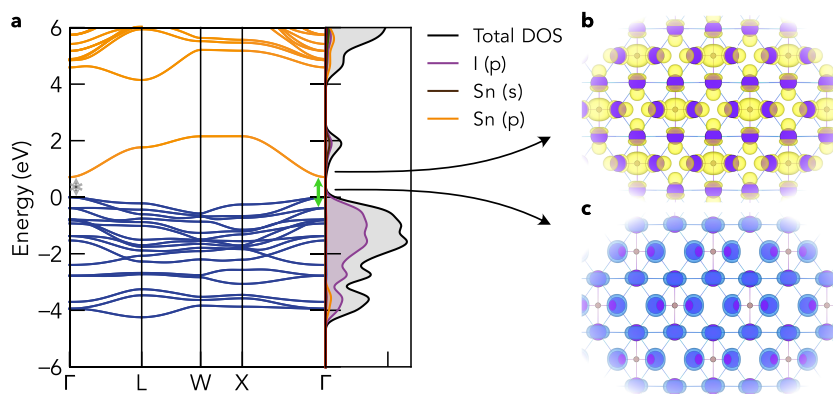 a
b
6
4
2
0
−2
−4
−6
Energy (eV)
Γ
L
W
X
Γ
Total DOS
I (p)
Sn (s)
Sn (p)
c